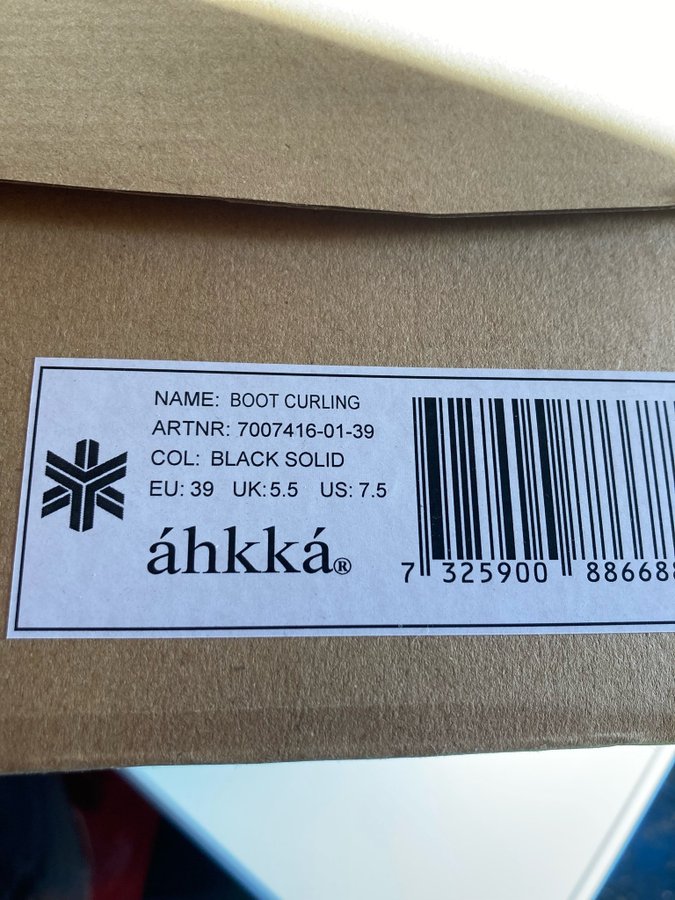 NAME: BOOT CURLING
ARTNR: 7007416-01-39
COL: BLACK SOLID
EU: 39 UK: 5.5 US: 7.5
áhkká®
7 325900